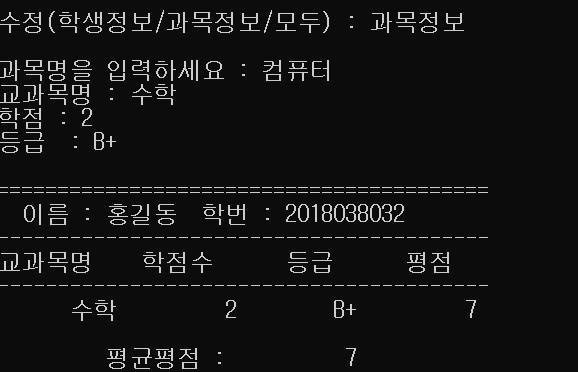 수정(학생정보/과목정보/모두) : 과목정보
과목명을 입력하세요 : 컴퓨터
교과목명 : 수학
학점 : 2
등급 : B+
=========================================
이름 : 홍길동 학번 : 2018038032
-----------------------------------------
교과목명 학점수 등급 평점
-----------------------------------------
수학 2 B+ 7
평균평점 : 7